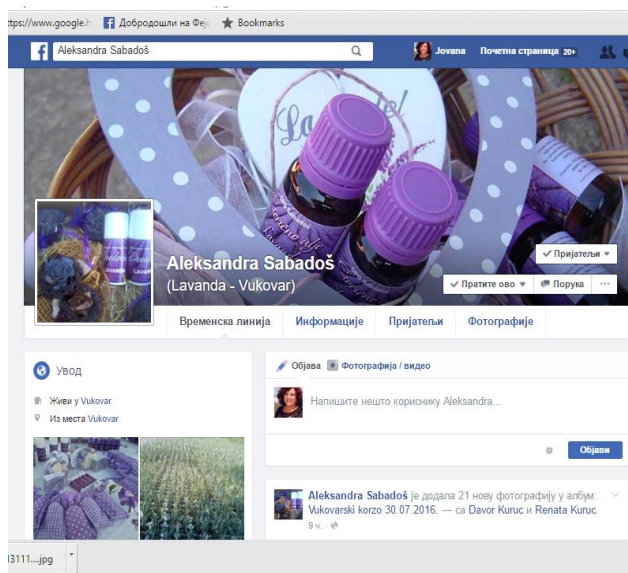 ttps://www.google.h Добродошли на Фејс Bookmarks
Aleksandra Sabadoš
Jovana Почетна страница 20+
Aleksandra Sabadoš
(Lavanda - Vukovar)
Пријатељи
Пратите ово Порука
Временска линија Информације Пријатељи Фотографије
Увод
Живи у Vukovar
Из места Vukovar
Објава Фотографија / видео
Напишите нешто кориснику Aleksandra...
Објави
Aleksandra Sabadoš је додала 21 нову фотографију у албум:
Vukovarski korzo 30.07.2016. — са Davor Kuruc и Renata Kuruc.
9 ч.
3111....jpg
LAVANDA